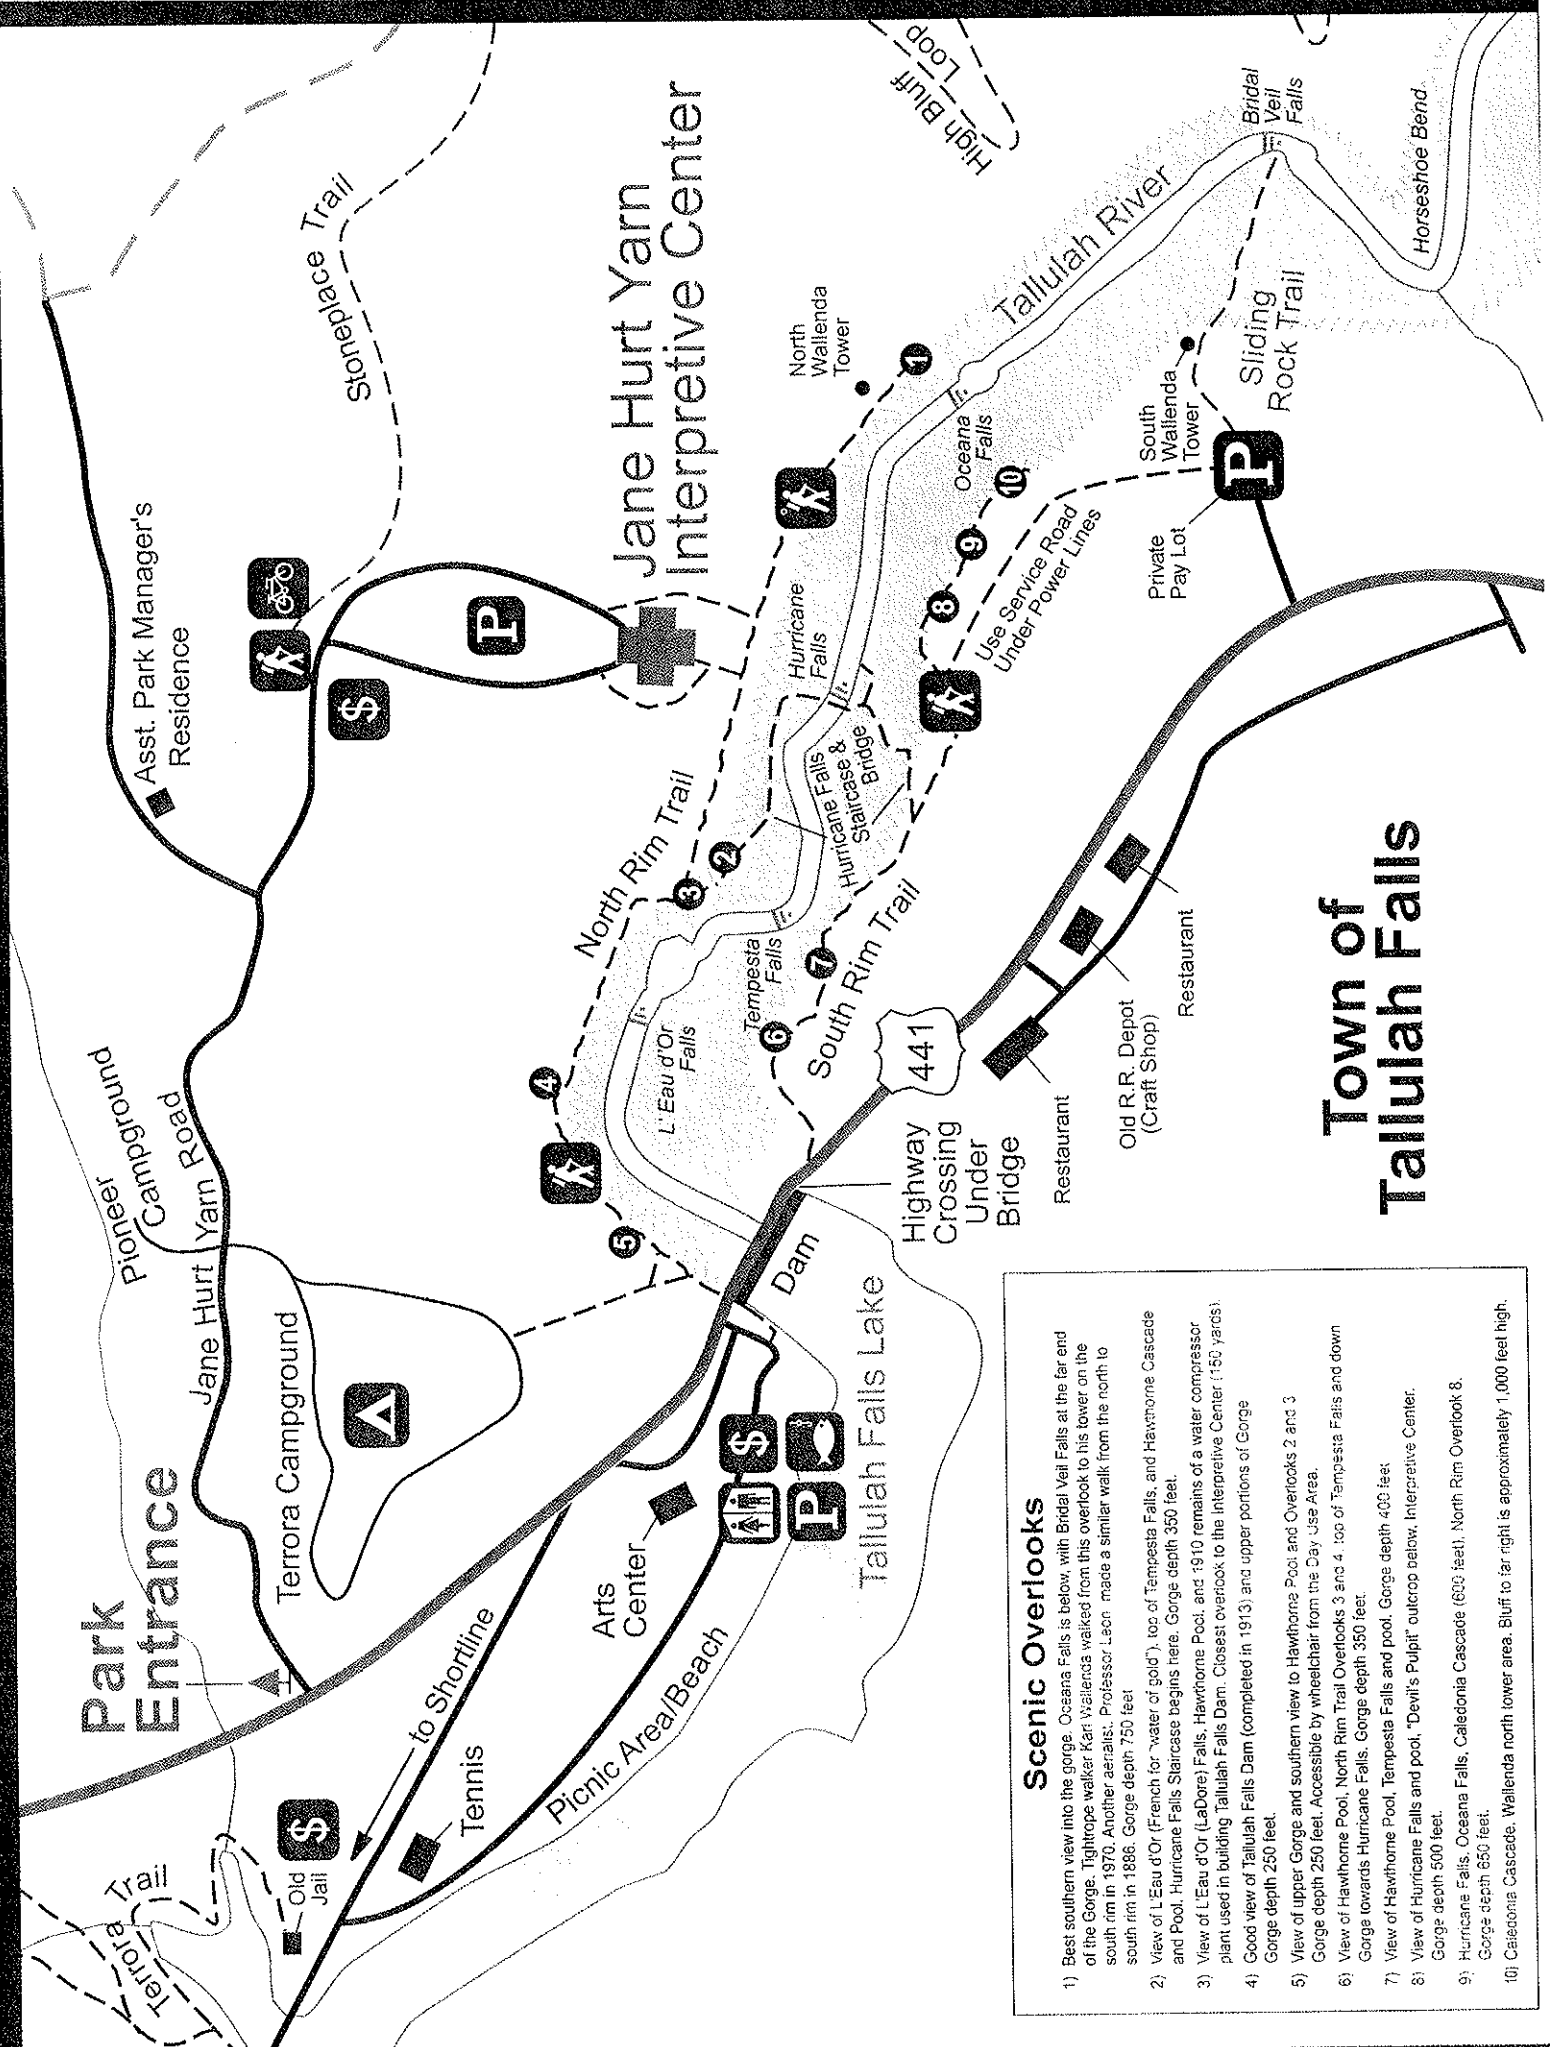 Park
Entrance
Terrora Trail
Old
Jail
$
to Shortline
Tennis
Picnic Area/Beach
Arts
Center
$
P
Terrora Campground
Pioneer
Campground
Jane Hurt Yarn Road
Asst. Park Manager's
Residence
Stoneplace Trail
$
P
Jane Hurt Yarn
Interpretive Center
High Bluff
Loop
North Rim Trail
North
Wallenda
Tower
1
2
3
4
5
6
7
8
9
10
Tallulah River
Bridal
Veil
Falls
Horseshoe Bend
Oceana
Falls
Hurricane
Falls
Hurricane Falls
Staircase &
Bridge
Tempesta
Falls
L'Eau d'Or
Falls
South Rim Trail
Sliding
Rock Trail
South
Wallenda
Tower
P
Private
Pay Lot
Use Service Road
Under Power Lines
441
Dam
Tallulah Falls Lake
Highway
Crossing
Under
Bridge
Restaurant
Old R.R. Depot
(Craft Shop)
Restaurant
Town of
Tallulah Falls
Scenic Overlooks
1) Best southern view into the gorge. Oceana Falls is below, with Bridal Veil Falls at the far end
of the Gorge. Tightrope walker Karl Wallenda walked from this overlook to his tower on the
south rim in 1970. Another aerialist, Professor Leon made a similar walk from the north to
south rim in 1886. Gorge depth 750 feet
2) View of L'Eau d'Or (French for "water of gold"), top of Tempesta Falls, and Hawthorne Cascade
and Pool. Hurricane Falls Staircase begins here. Gorge depth 350 feet.
3) View of L'Eau d'Or (LaDore) Falls, Hawthorne Pool, and 1910 remains of a water compressor
plant used in building Tallulah Falls Dam. Closest overlook to the Interpretive Center (150 yards).
4) Good view of Tallulah Falls Dam (completed in 1913) and upper portions of Gorge
Gorge depth 250 feet.
5) View of upper Gorge and southern view to Hawthorne Pool and Overlooks 2 and 3
Gorge depth 250 feet. Accessible by wheelchair from the Day Use Area.
6) View of Hawthorne Pool, North Rim Trail Overlooks 3 and 4, top of Tempesta Falls and down
Gorge towards Hurricane Falls. Gorge depth 350 feet.
7) View of Hawthorne Pool, Tempesta Falls and pool. Gorge depth 400 feet
8) View of Hurricane Falls and pool, "Devil's Pulpit" outcrop below, Interpretive Center.
Gorge depth 500 feet.
9) Hurricane Falls, Oceana Falls, Caledonia Cascade (600 feet), North Rim Overlook 8.
Gorge depth 650 feet.
10) Caledonia Cascade, Wallenda north tower area. Bluff to far right is approximately 1,000 feet high.